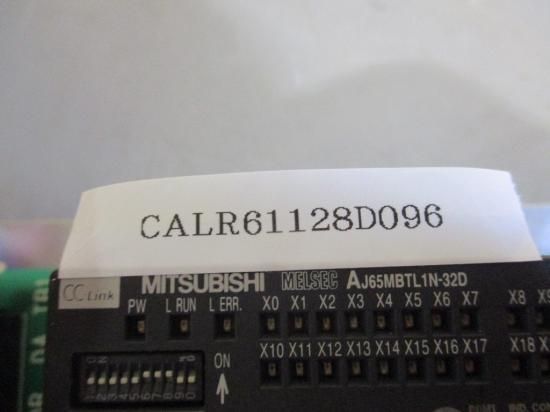 CALR61128D096
CC-Link MITSUBISHI MELSEC AJ65MBTL1N-32D
PW L RUN L ERR. X0 X1 X2 X3 X4 X5 X6 X7 X8
X10 X11 X12 X13 X14 X15 X16 X17 X18
ON